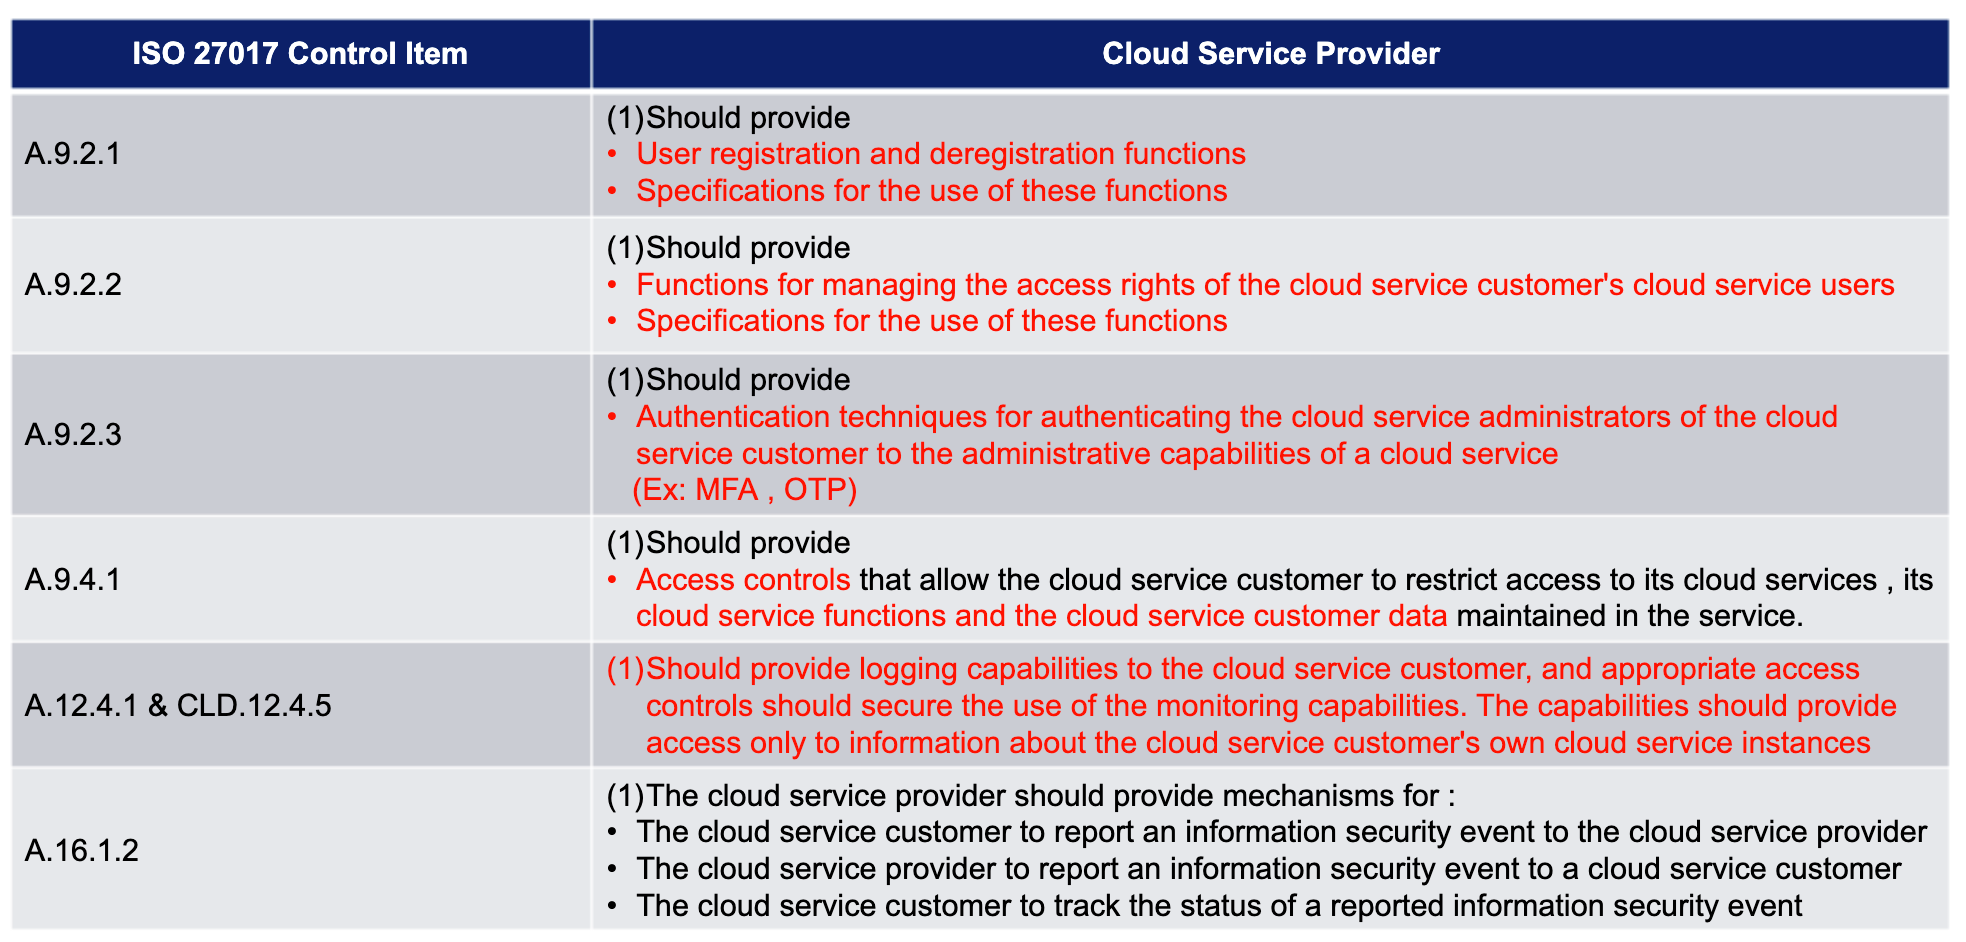 ISO 27017 Control Item
Cloud Service Provider
A.9.2.1
(1)Should provide
• User registration and deregistration functions
• Specifications for the use of these functions
A.9.2.2
(1)Should provide
• Functions for managing the access rights of the cloud service customer's cloud service users
• Specifications for the use of these functions
A.9.2.3
(1)Should provide
• Authentication techniques for authenticating the cloud service administrators of the cloud
service customer to the administrative capabilities of a cloud service
(Ex: MFA , OTP)
A.9.4.1
(1)Should provide
• Access controls that allow the cloud service customer to restrict access to its cloud services , its
cloud service functions and the cloud service customer data maintained in the service.
A.12.4.1 & CLD.12.4.5
(1)Should provide logging capabilities to the cloud service customer, and appropriate access
controls should secure the use of the monitoring capabilities. The capabilities should provide
access only to information about the cloud service customer's own cloud service instances
A.16.1.2
(1)The cloud service provider should provide mechanisms for :
• The cloud service customer to report an information security event to the cloud service provider
• The cloud service provider to report an information security event to a cloud service customer
• The cloud service customer to track the status of a reported information security event